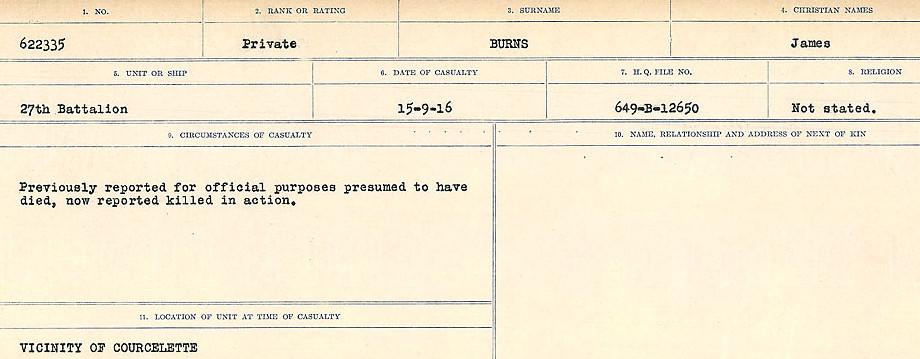 1. NO. 2. RANK OR RATING 3. SURNAME 4. CHRISTIAN NAMES
622335 Private BURNS James
5. UNIT OR SHIP 6. DATE OF CASUALTY 7. H.Q. FILE NO. 8. RELIGION
27th Battalion 15-9-16 649-B-12650 Not stated.
9. CIRCUMSTANCES OF CASUALTY 10. NAME, RELATIONSHIP AND ADDRESS OF NEXT OF KIN
Previously reported for official purposes presumed to have
died, now reported killed in action.
11. LOCATION OF UNIT AT TIME OF CASUALTY
VICINITY OF COURCELETTE